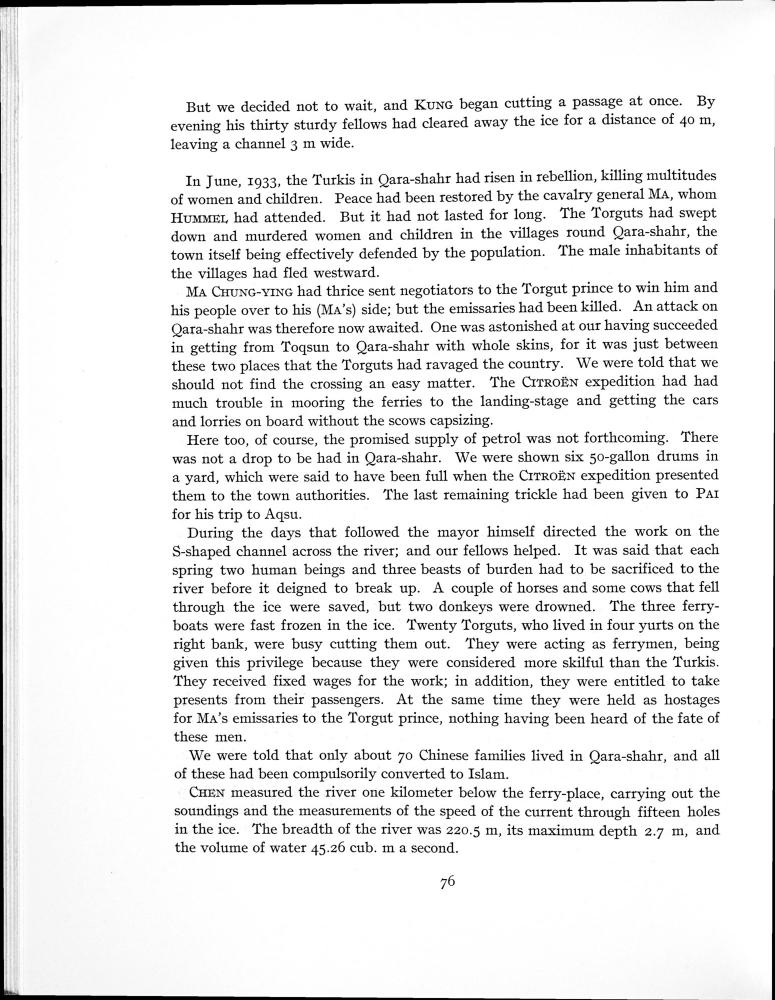 But we decided not to wait, and KUNG began cutting a passage at once. By
evening his thirty sturdy fellows had cleared away the ice for a distance of 40 m,
leaving a channel 3 m wide.
In June, 1933, the Turkis in Qara-shahr had risen in rebellion, killing multitudes
of women and children. Peace had been restored by the cavalry general MA, whom
HUMMEL had attended. But it had not lasted for long. The Torguts had swept
down and murdered women and children in the villages round Qara-shahr, the
town itself being effectively defended by the population. The male inhabitants of
the villages had fled westward.
MA CHUNG-YING had thrice sent negotiators to the Torgut prince to win him and
his people over to his (MA's) side; but the emissaries had been killed. An attack on
Qara-shahr was therefore now awaited. One was astonished at our having succeeded
in getting from Toqsun to Qara-shahr with whole skins, for it was just between
these two places that the Torguts had ravaged the country. We were told that we
should not find the crossing an easy matter. The CITROËN expedition had had
much trouble in mooring the ferries to the landing-stage and getting the cars
and lorries on board without the scows capsizing.
Here too, of course, the promised supply of petrol was not forthcoming. There
was not a drop to be had in Qara-shahr. We were shown six 50-gallon drums in
a yard, which were said to have been full when the CITROËN expedition presented
them to the town authorities. The last remaining trickle had been given to PAI
for his trip to Aqsu.
During the days that followed the mayor himself directed the work on the
S-shaped channel across the river; and our fellows helped. It was said that each
spring two human beings and three beasts of burden had to be sacrificed to the
river before it deigned to break up. A couple of horses and some cows that fell
through the ice were saved, but two donkeys were drowned. The three ferry-
boats were fast frozen in the ice. Twenty Torguts, who lived in four yurts on the
right bank, were busy cutting them out. They were acting as ferrymen, being
given this privilege because they were considered more skilful than the Turkis.
They received fixed wages for the work; in addition, they were entitled to take
presents from their passengers. At the same time they were held as hostages
for MA's emissaries to the Torgut prince, nothing having been heard of the fate of
these men.
We were told that only about 70 Chinese families lived in Qara-shahr, and all
of these had been compulsorily converted to Islam.
CHEN measured the river one kilometer below the ferry-place, carrying out the
soundings and the measurements of the speed of the current through fifteen holes
in the ice. The breadth of the river was 220.5 m, its maximum depth 2.7 m, and
the volume of water 45.26 cub. m a second.
76